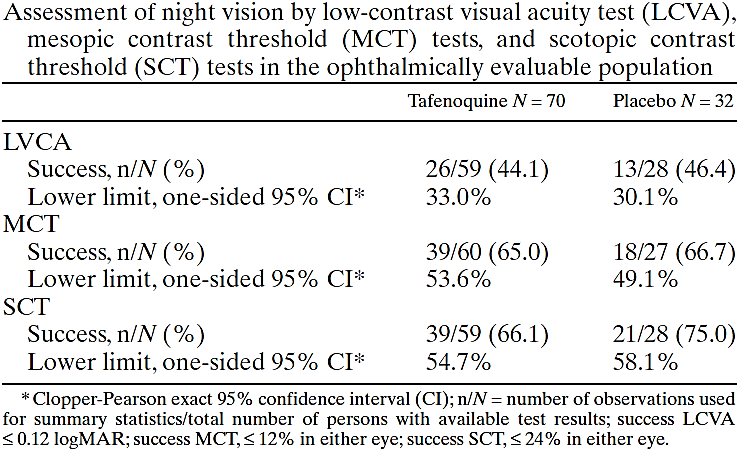 Assessment of night vision by low-contrast visual acuity test (LCVA),
mesopic contrast threshold (MCT) tests, and scotopic contrast
threshold (SCT) tests in the ophthalmically evaluable population
Tafenoquine N = 70 Placebo N = 32
LVCA
Success, n/N (%) 26/59 (44.1) 13/28 (46.4)
Lower limit, one-sided 95% CI* 33.0% 30.1%
MCT
Success, n/N (%) 39/60 (65.0) 18/27 (66.7)
Lower limit, one-sided 95% CI* 53.6% 49.1%
SCT
Success, n/N (%) 39/59 (66.1) 21/28 (75.0)
Lower limit, one-sided 95% CI* 54.7% 58.1%
* Clopper-Pearson exact 95% confidence interval (CI); n/N = number of observations used
for summary statistics/total number of persons with available test results; success LCVA
≤ 0.12 logMAR; success MCT, ≤ 12% in either eye; success SCT, ≤ 24% in either eye.